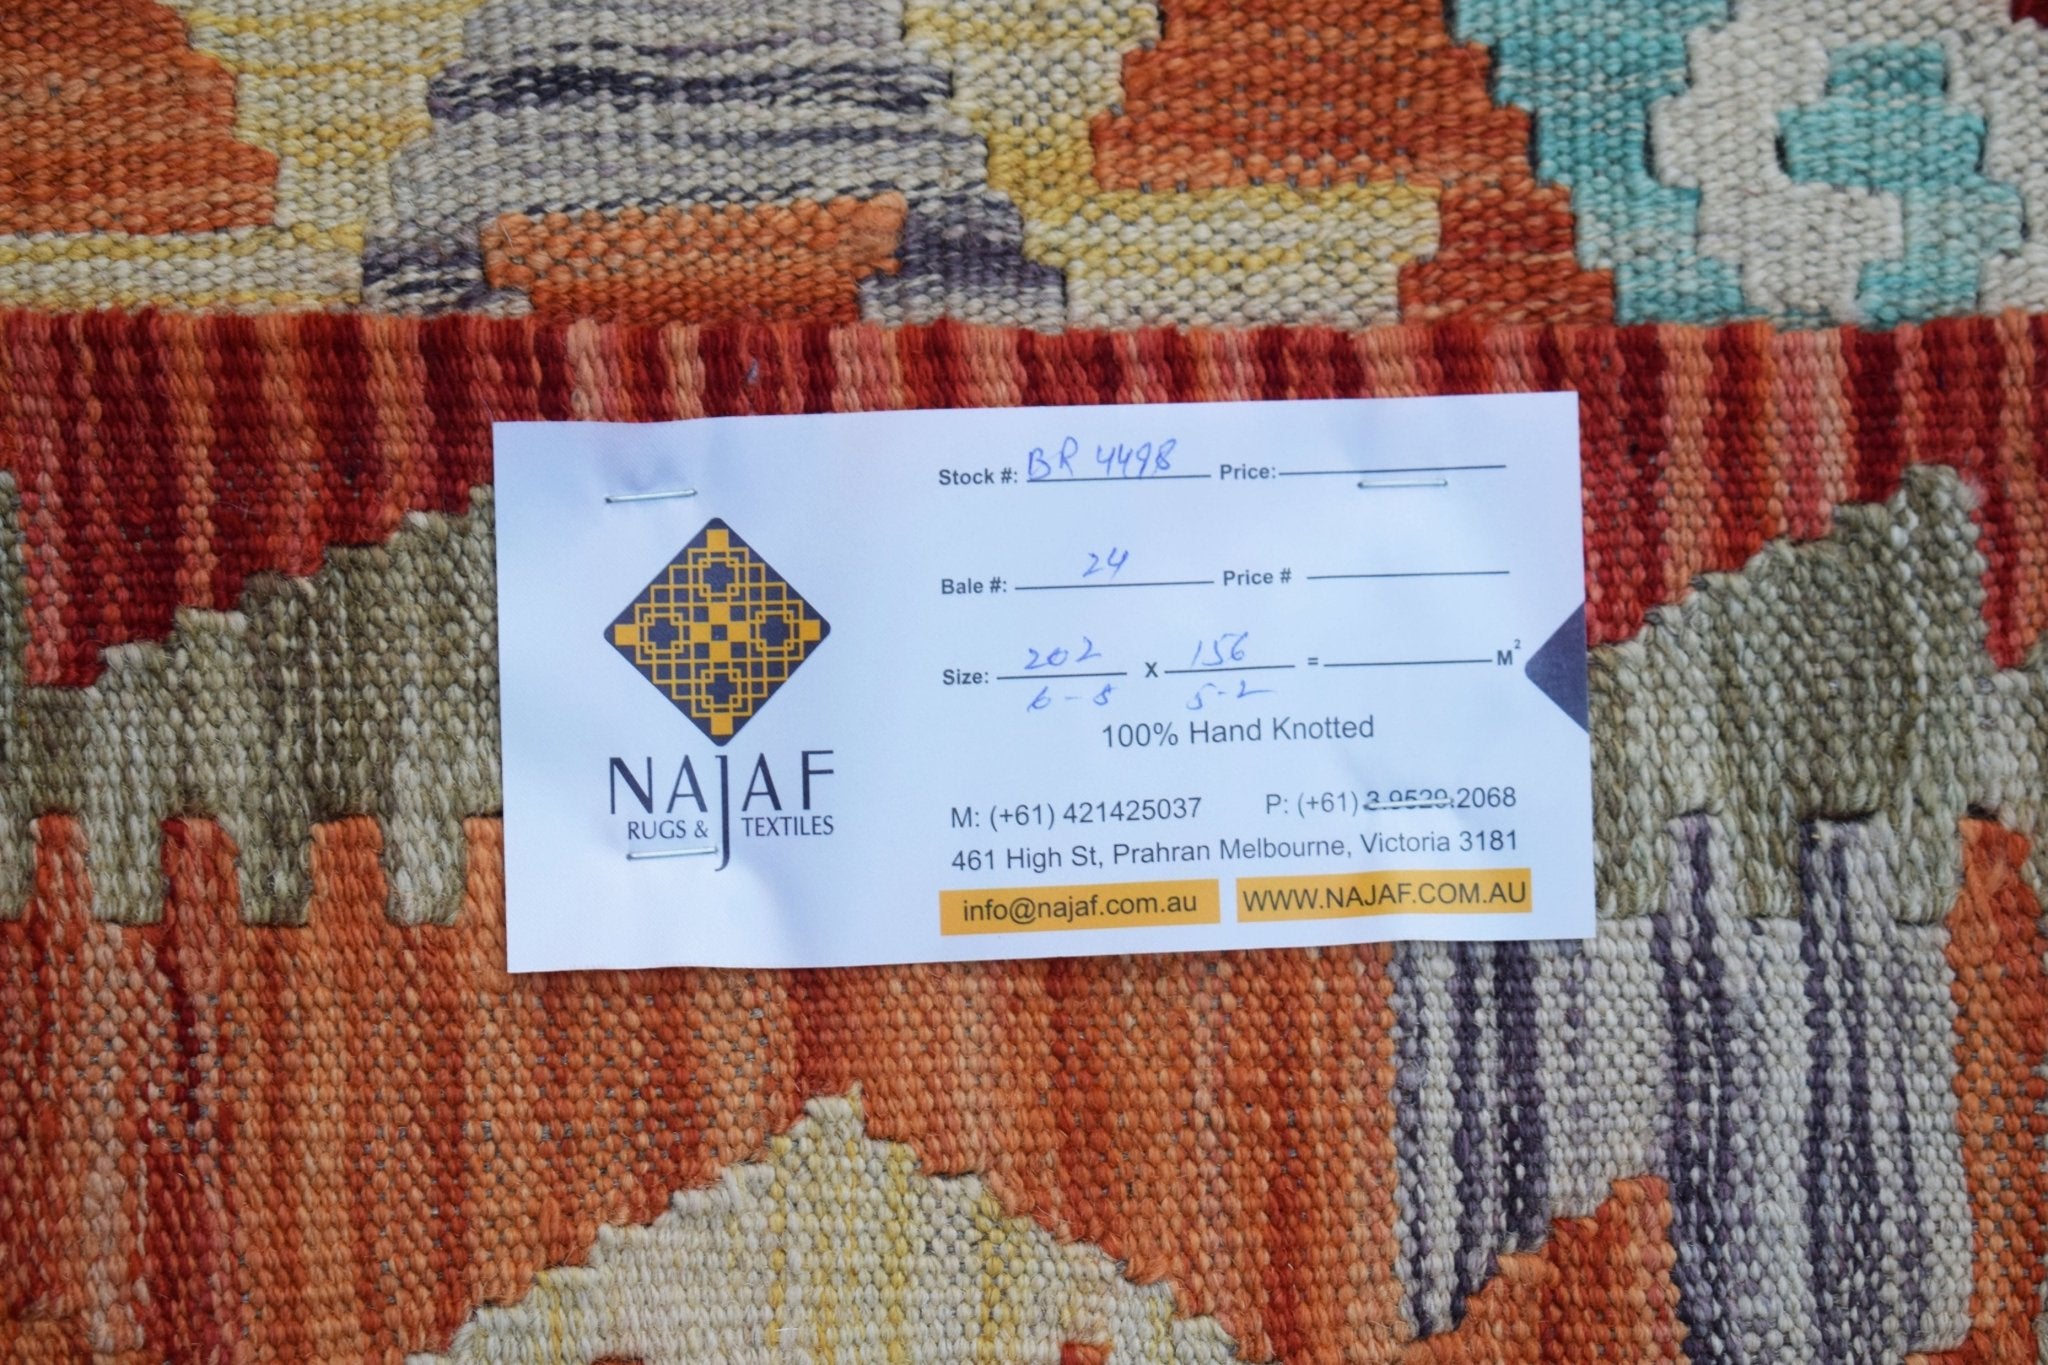 Stock #: BR 4498 Price:
Bale #: 24 Price #
Size: 202 X 156 = M²
6-8 5-2
100% Hand Knotted
NAJAF
RUGS & TEXTILES
M: (+61) 421425037 P: (+61) 3.9529.2068
461 High St, Prahran Melbourne, Victoria 3181
info@najaf.com.au WWW.NAJAF.COM.AU